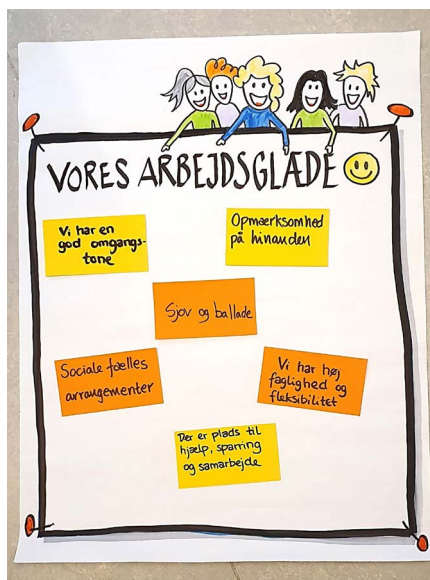 VORES ARBEJDSGLÆDE
Vi har en
god omgangs-
tone
Opmærksomhed
på hinanden
Sjov og ballade
Sociale fælles
arrangementer
Vi har høj
faglighed og
fleksibilitet
Der er plads til
hjælp, sparring
og samarbejde